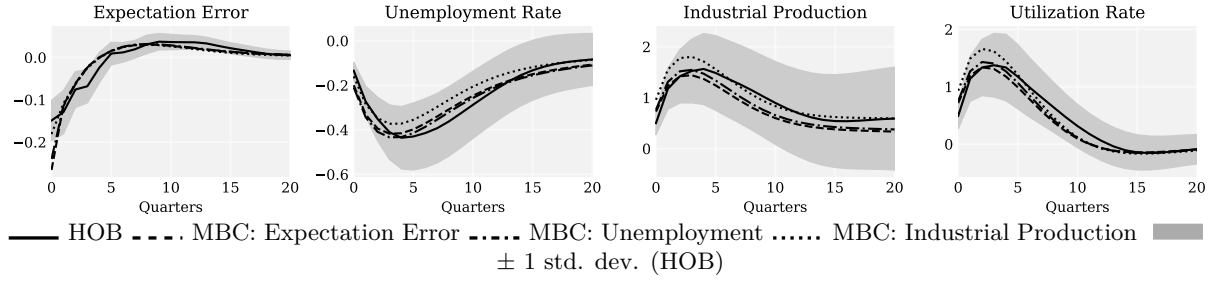 Expectation Error
Unemployment Rate
Industrial Production
Utilization Rate
0.0
−0.1
−0.2
0 5 10 15 20
Quarters
0.0
−0.2
−0.4
−0.6
0 5 10 15 20
Quarters
2
1
0
0 5 10 15 20
Quarters
2
1
0
0 5 10 15 20
Quarters
HOB MBC: Expectation Error MBC: Unemployment MBC: Industrial Production
± 1 std. dev. (HOB)